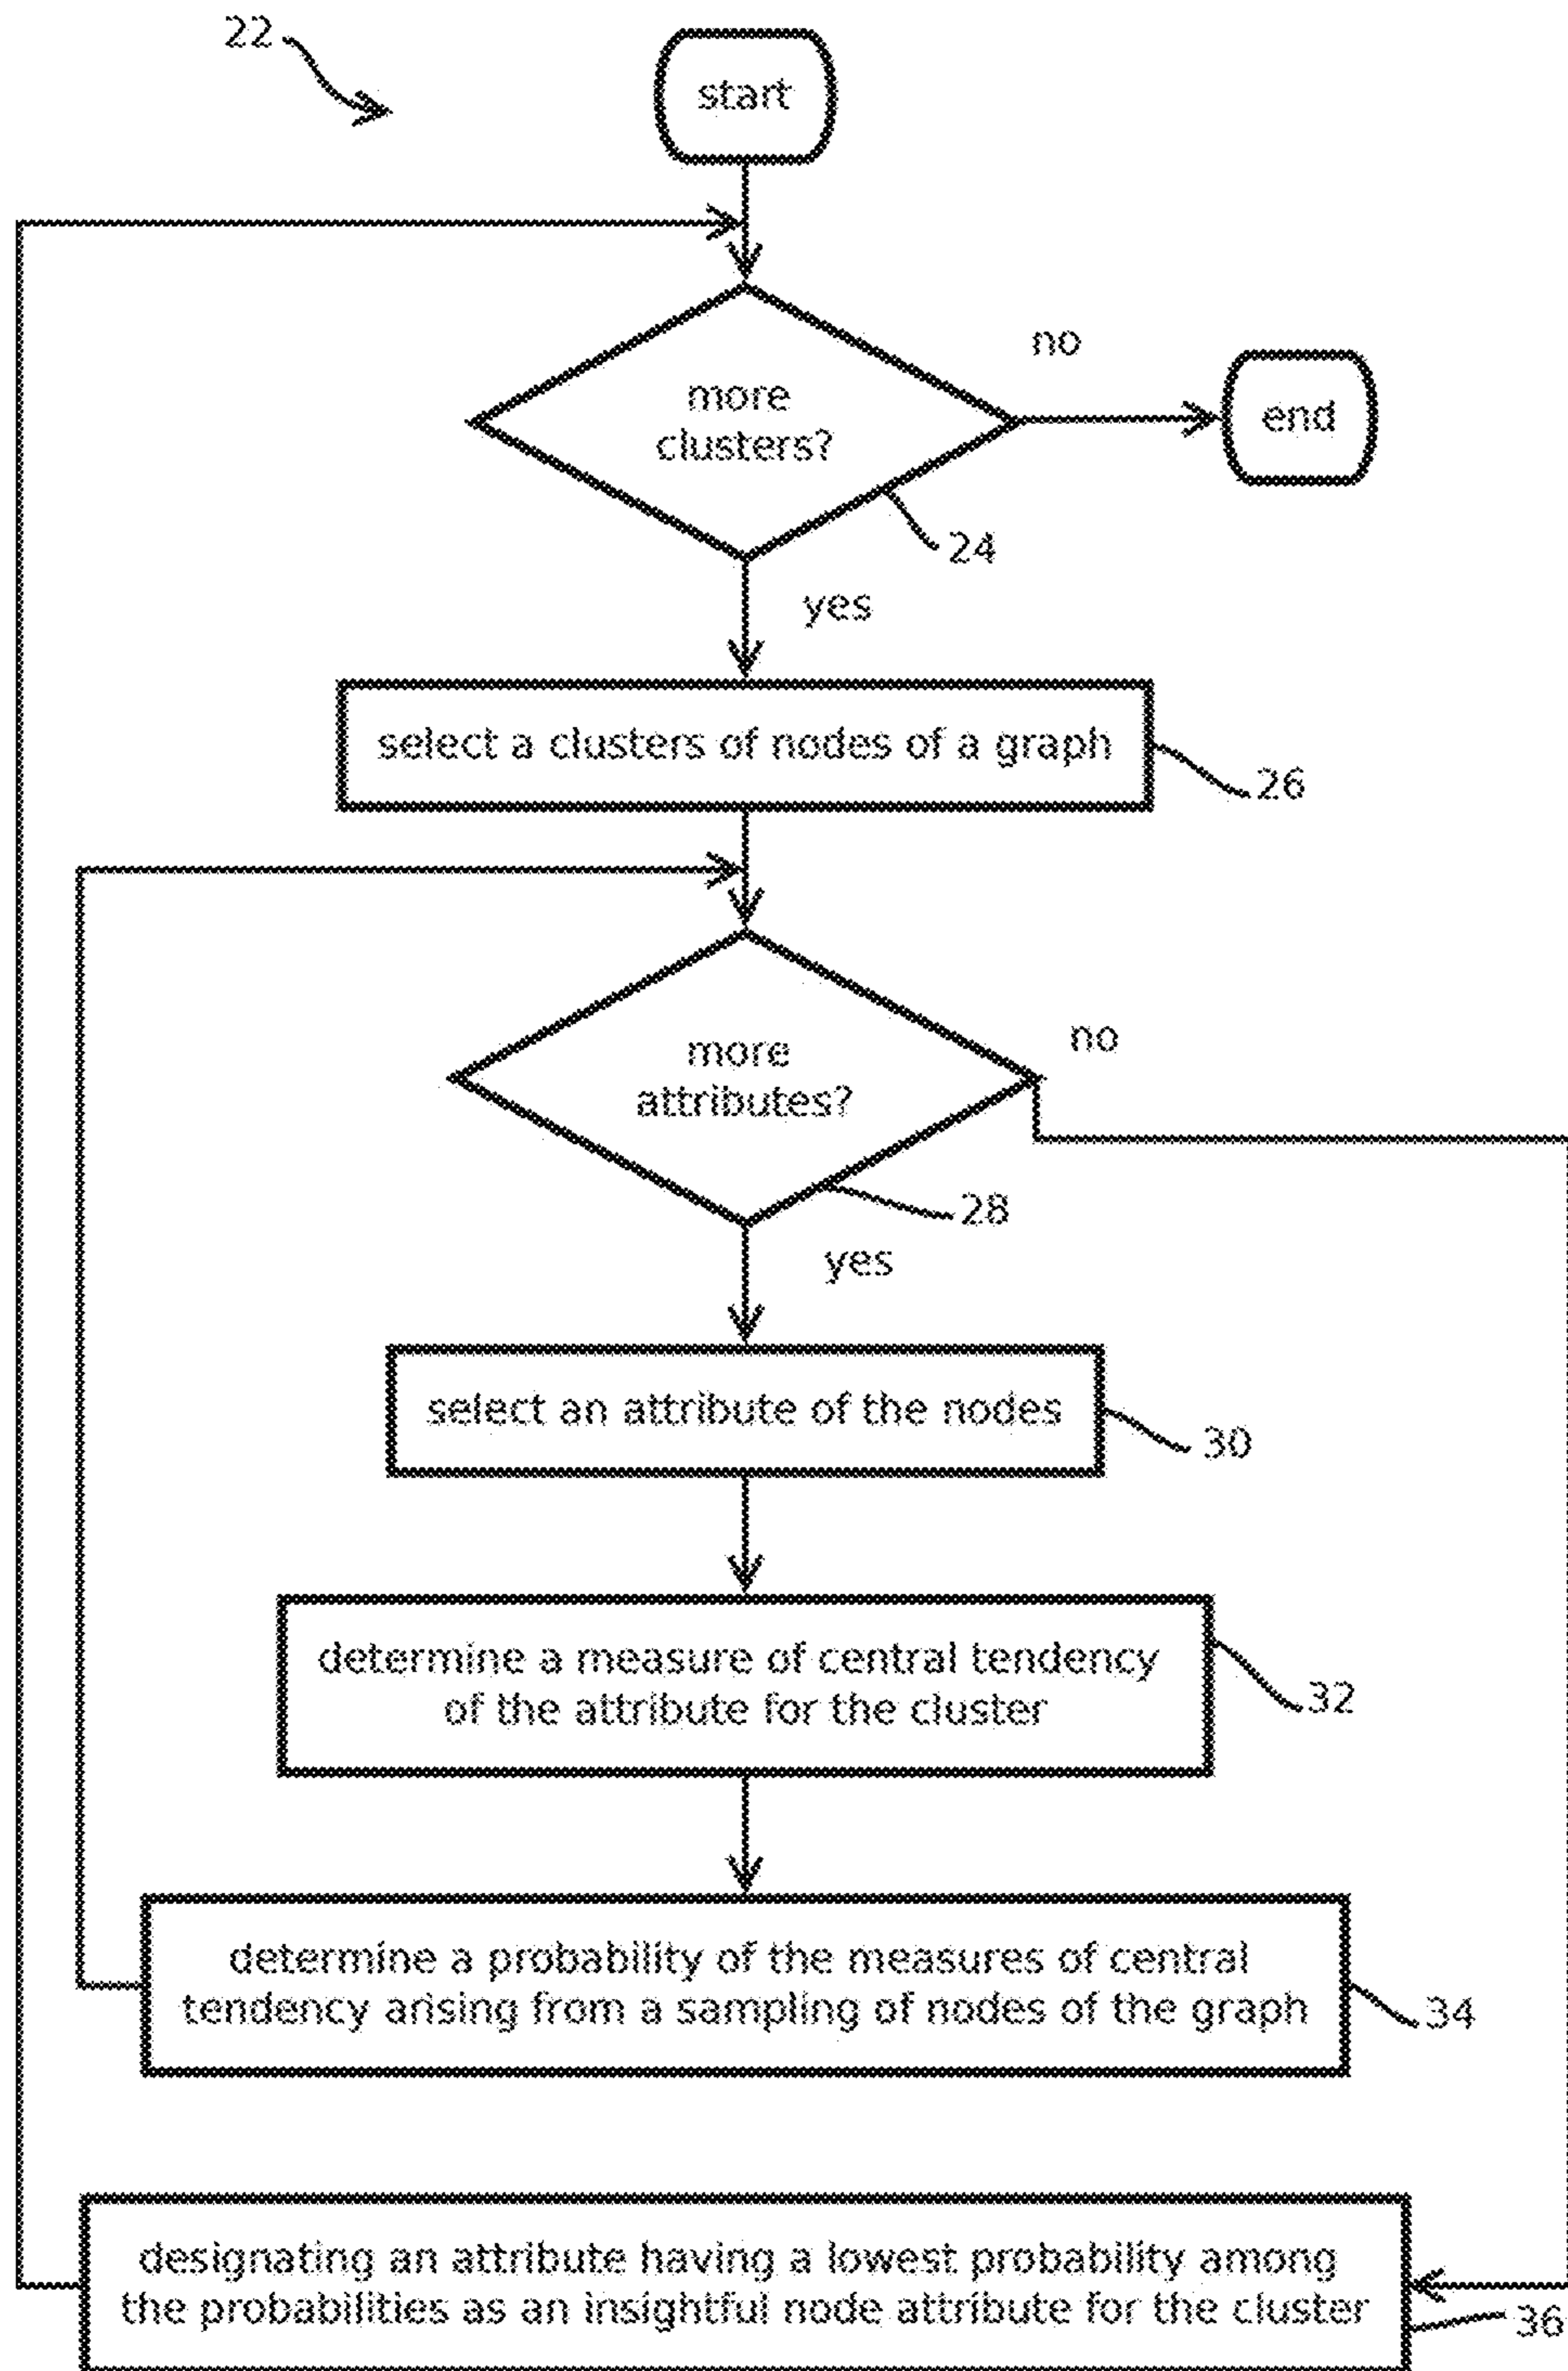 22
start
more
clusters?
no
end
24
yes
select a clusters of nodes of a graph
26
more
attributes?
no
28
yes
select an attribute of the nodes
30
determine a measure of central tendency
of the attribute for the cluster
32
determine a probability of the measures of central
tendency arising from a sampling of nodes of the graph
34
designating an attribute having a lowest probability among
the probabilities as an insightful node attribute for the cluster
36